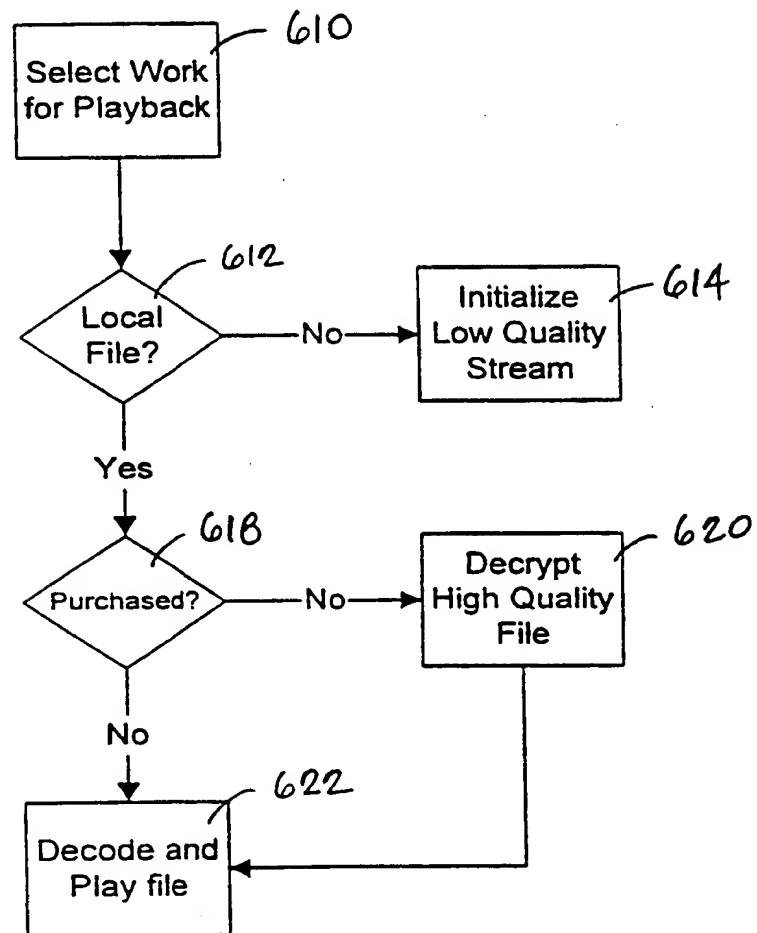 610
Select Work
for Playback
612
Local
File?
No
614
Initialize
Low Quality
Stream
Yes
618
Purchased?
No
620
Decrypt
High Quality
File
No
622
Decode and
Play file